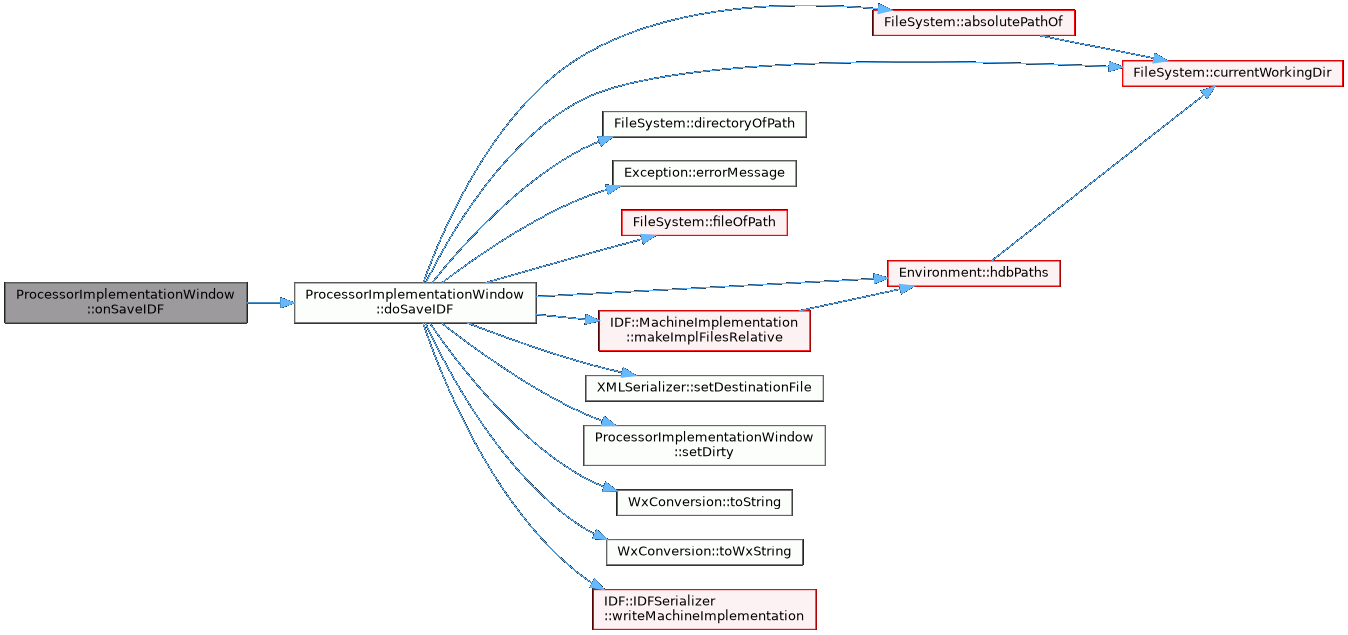 FileSystem::absolutePathOf
FileSystem::currentWorkingDir
FileSystem::directoryOfPath
Exception::errorMessage
FileSystem::fileOfPath
Environment::hdbPaths
ProcessorImplementationWindow
::onSaveIDF
ProcessorImplementationWindow
::doSaveIDF
IDF::MachineImplementation
::makeImplFilesRelative
XMLSerializer::setDestinationFile
ProcessorImplementationWindow
::setDirty
WxConversion::toString
WxConversion::toWxString
IDF::IDFSerializer
::writeMachineImplementation